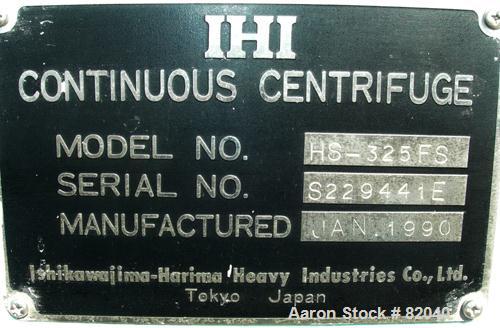 IHI
CONTINUOUS CENTRIFUGE
MODEL NO. HS-325FS
SERIAL NO. S229441E
MANUFACTURED JAN. 1990
Ishikawajima-Harima Heavy Industries Co., Ltd.
Tokyo Japan
Aaron Stock # 82040